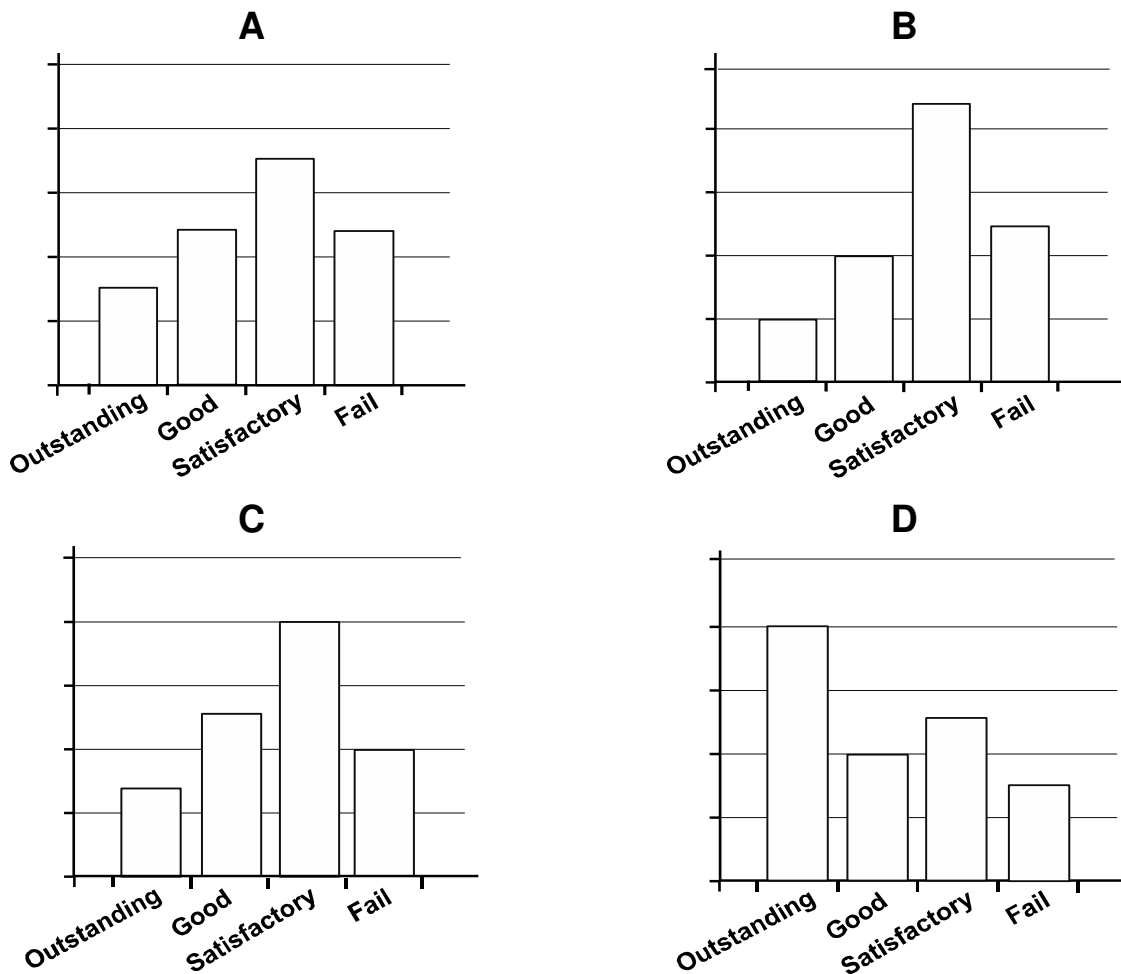 A
B
Outstanding
Good
Satisfactory
Fail
Outstanding
Good
Satisfactory
Fail
C
D
Outstanding
Good
Satisfactory
Fail
Outstanding
Good
Satisfactory
Fail